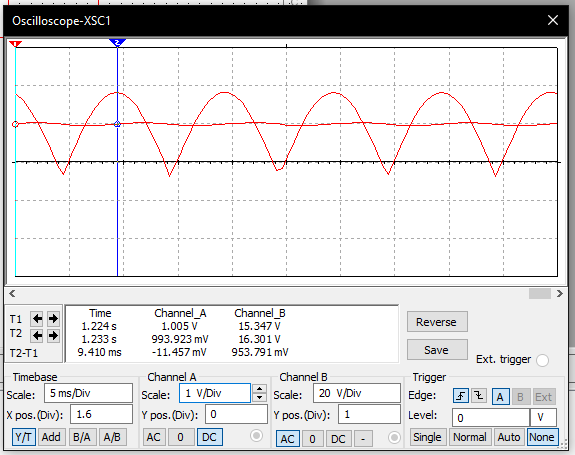 Oscilloscope-XSC1
1
2
Time Channel_A Channel_B
T1 1.224 s 1.005 V 15.347 V
T2 1.233 s 993.923 mV 16.301 V
T2-T1 9.410 ms -11.457 mV 953.791 mV
Reverse
Save
Ext. trigger
Timebase
Scale: 5 ms/Div
X pos.(Div): 1.6
Y/T Add B/A A/B
Channel A
Scale: 1 V/Div
Y pos.(Div): 0
AC 0 DC
Channel B
Scale: 20 V/Div
Y pos.(Div): 1
AC 0 DC -
Trigger
Edge: A B Ext
Level: 0 V
Single Normal Auto None